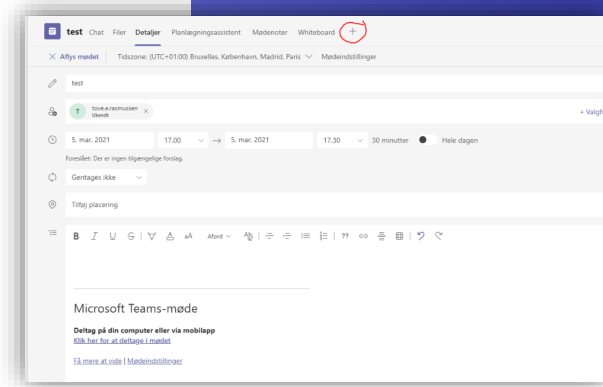 test Chat Filer Detaljer Planlægningsassistent Mødenoter Whiteboard +
× Aflys mødet Tidszone: (UTC+01:00) Bruxelles, København, Madrid, Paris Mødeindstillinger
test
T tove.e.rasmussen ×
Ukendt
+ Valgfr
5. mar. 2021 17.00 → 5. mar. 2021 17.30 30 minutter Hele dagen
Foreslået: Der er ingen tilgængelige forslag.
Gentages ikke
Tilføj placering
B I U S A aA Afsnit
Microsoft Teams-møde
Deltag på din computer eller via mobilapp
Klik her for at deltage i mødet
Få mere at vide | Mødeindstillinger